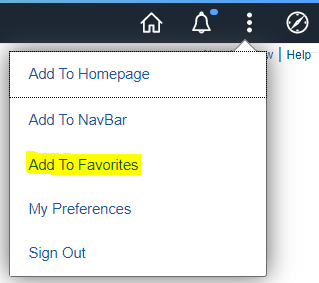 Help
Add To Homepage
Add To NavBar
Add To Favorites
My Preferences
Sign Out